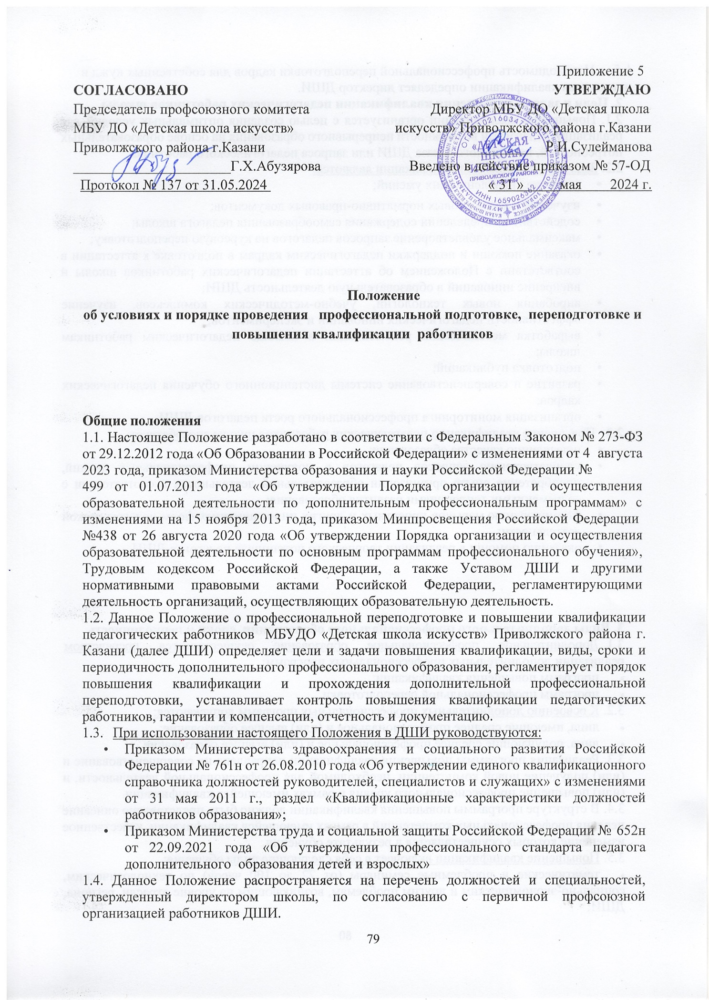 Приложение 5
СОГЛАСОВАНО УТВЕРЖДАЮ
Председатель профсоюзного комитета Директор МБУ ДО «Детская школа
МБУ ДО «Детская школа искусств» искусств» Приволжского района г.Казани
Приволжского района г.Казани ___________________Р.И.Сулейманова
______________________Г.Х.Абузярова Введено в действие приказом № 57-ОД
Протокол № 137 от 31.05.2024 « 31 » мая 2024 г.
«ДЕТСКАЯ
ШКОЛА
ИСКУССТВ»
ПРИВОЛЖСКОГО РАЙОНА
Г. КАЗАНИ
ИНН 1659026362
Положение
об условиях и порядке проведения профессиональной подготовке, переподготовке и
повышения квалификации работников
Общие положения
1.1. Настоящее Положение разработано в соответствии с Федеральным Законом № 273-ФЗ
от 29.12.2012 года «Об Образовании в Российской Федерации» с изменениями от 4 августа
2023 года, приказом Министерства образования и науки Российской Федерации №
499 от 01.07.2013 года «Об утверждении Порядка организации и осуществления
образовательной деятельности по дополнительным профессиональным программам» с
изменениями на 15 ноября 2013 года, приказом Минпросвещения Российской Федерации
№438 от 26 августа 2020 года «Об утверждении Порядка организации и осуществления
образовательной деятельности по основным программам профессионального обучения»,
Трудовым кодексом Российской Федерации, а также Уставом ДШИ и другими
нормативными правовыми актами Российской Федерации, регламентирующими
деятельность организаций, осуществляющих образовательную деятельность.
1.2. Данное Положение о профессиональной переподготовке и повышении квалификации
педагогических работников МБУДО «Детская школа искусств» Приволжского района г.
Казани (далее ДШИ) определяет цели и задачи повышения квалификации, виды, сроки и
периодичность дополнительного профессионального образования, регламентирует порядок
повышения квалификации и прохождения дополнительной профессиональной
переподготовки, устанавливает контроль повышения квалификации педагогических
работников, гарантии и компенсации, отчетность и документацию.
1.3. При использовании настоящего Положения в ДШИ руководствуются:
• Приказом Министерства здравоохранения и социального развития Российской
Федерации № 761н от 26.08.2010 года «Об утверждении единого квалификационного
справочника должностей руководителей, специалистов и служащих» с изменениями
от 31 мая 2011 г., раздел «Квалификационные характеристики должностей
работников образования»;
• Приказом Министерства труда и социальной защиты Российской Федерации № 652н
от 22.09.2021 года «Об утверждении профессионального стандарта педагога
дополнительного образования детей и взрослых»
1.4. Данное Положение распространяется на перечень должностей и специальностей,
утвержденный директором школы, по согласованию с первичной профсоюзной
организацией работников ДШИ.
79